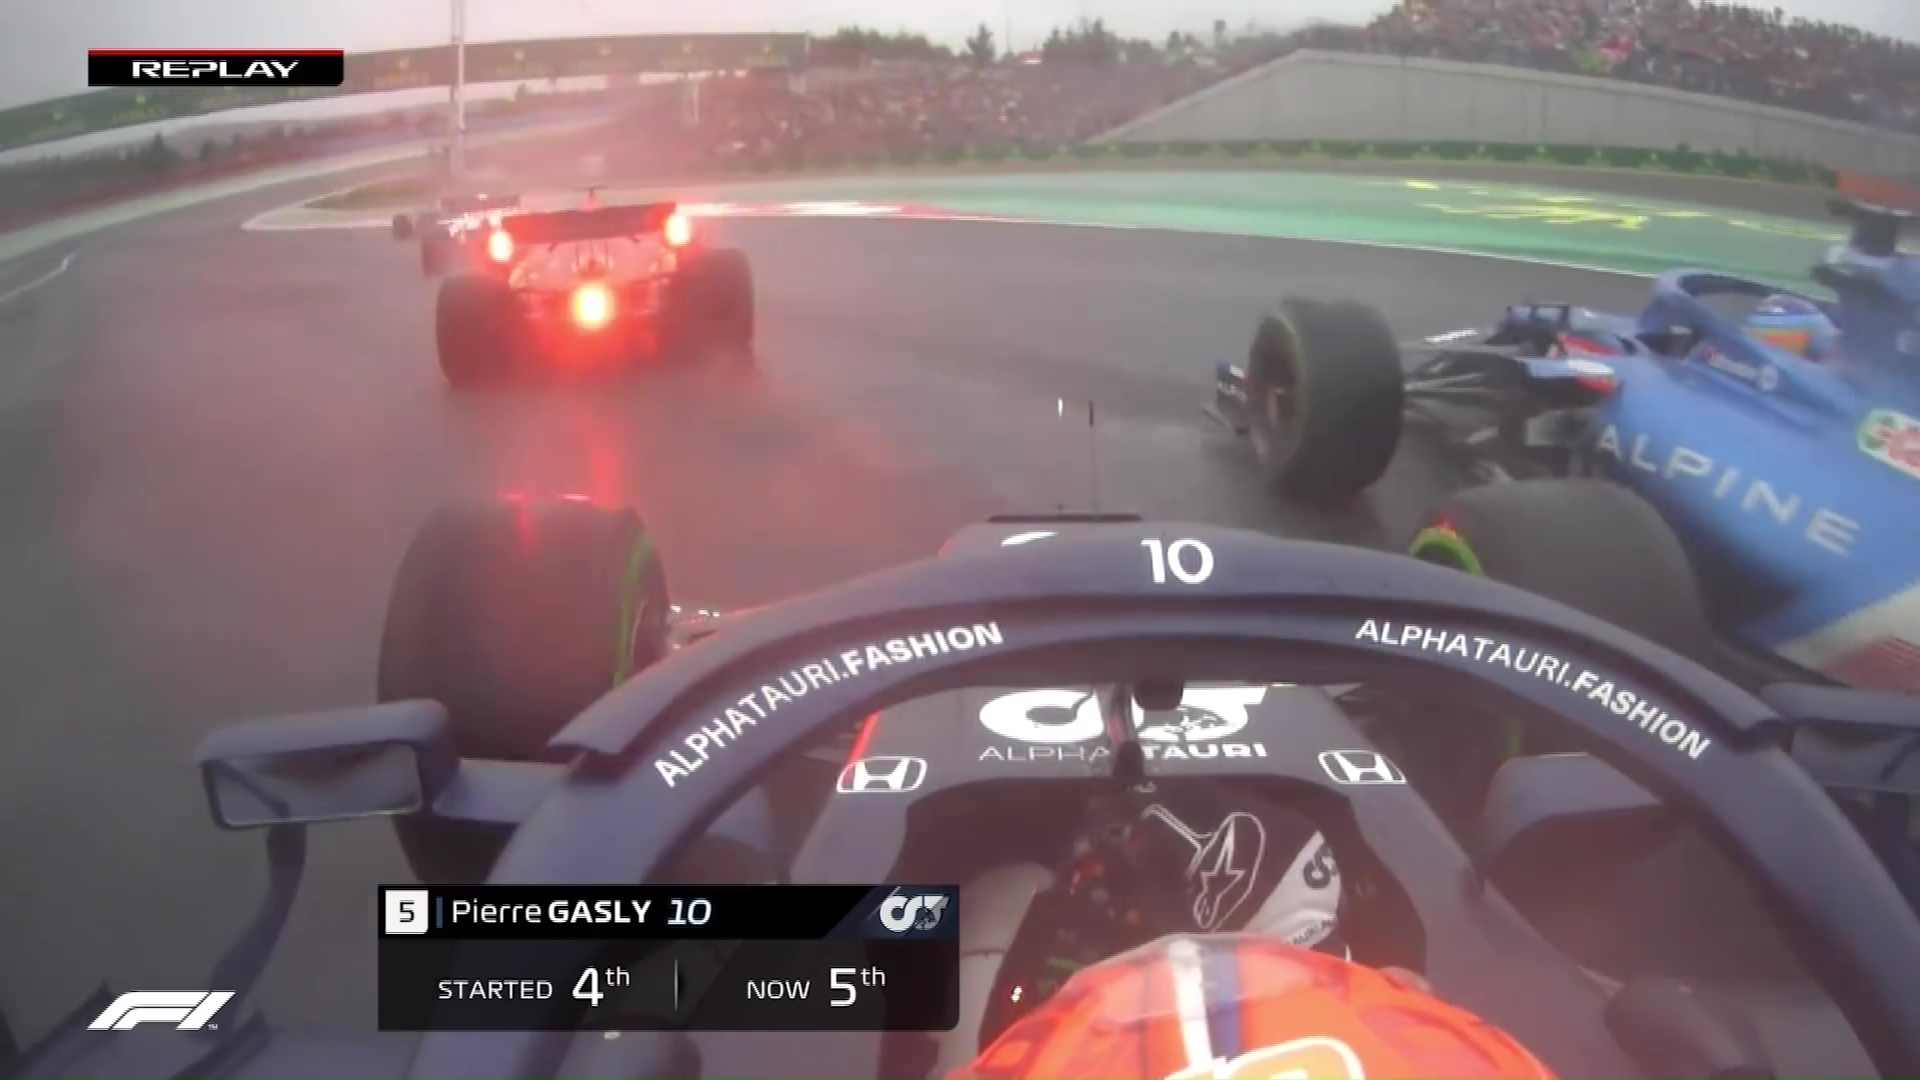 REPLAY
ALPINE
10
ALPHATAURI.FASHION
ALPHATAURI.FASHION
ALPHATAURI
5 Pierre GASLY 10
STARTED 4th NOW 5th
F1